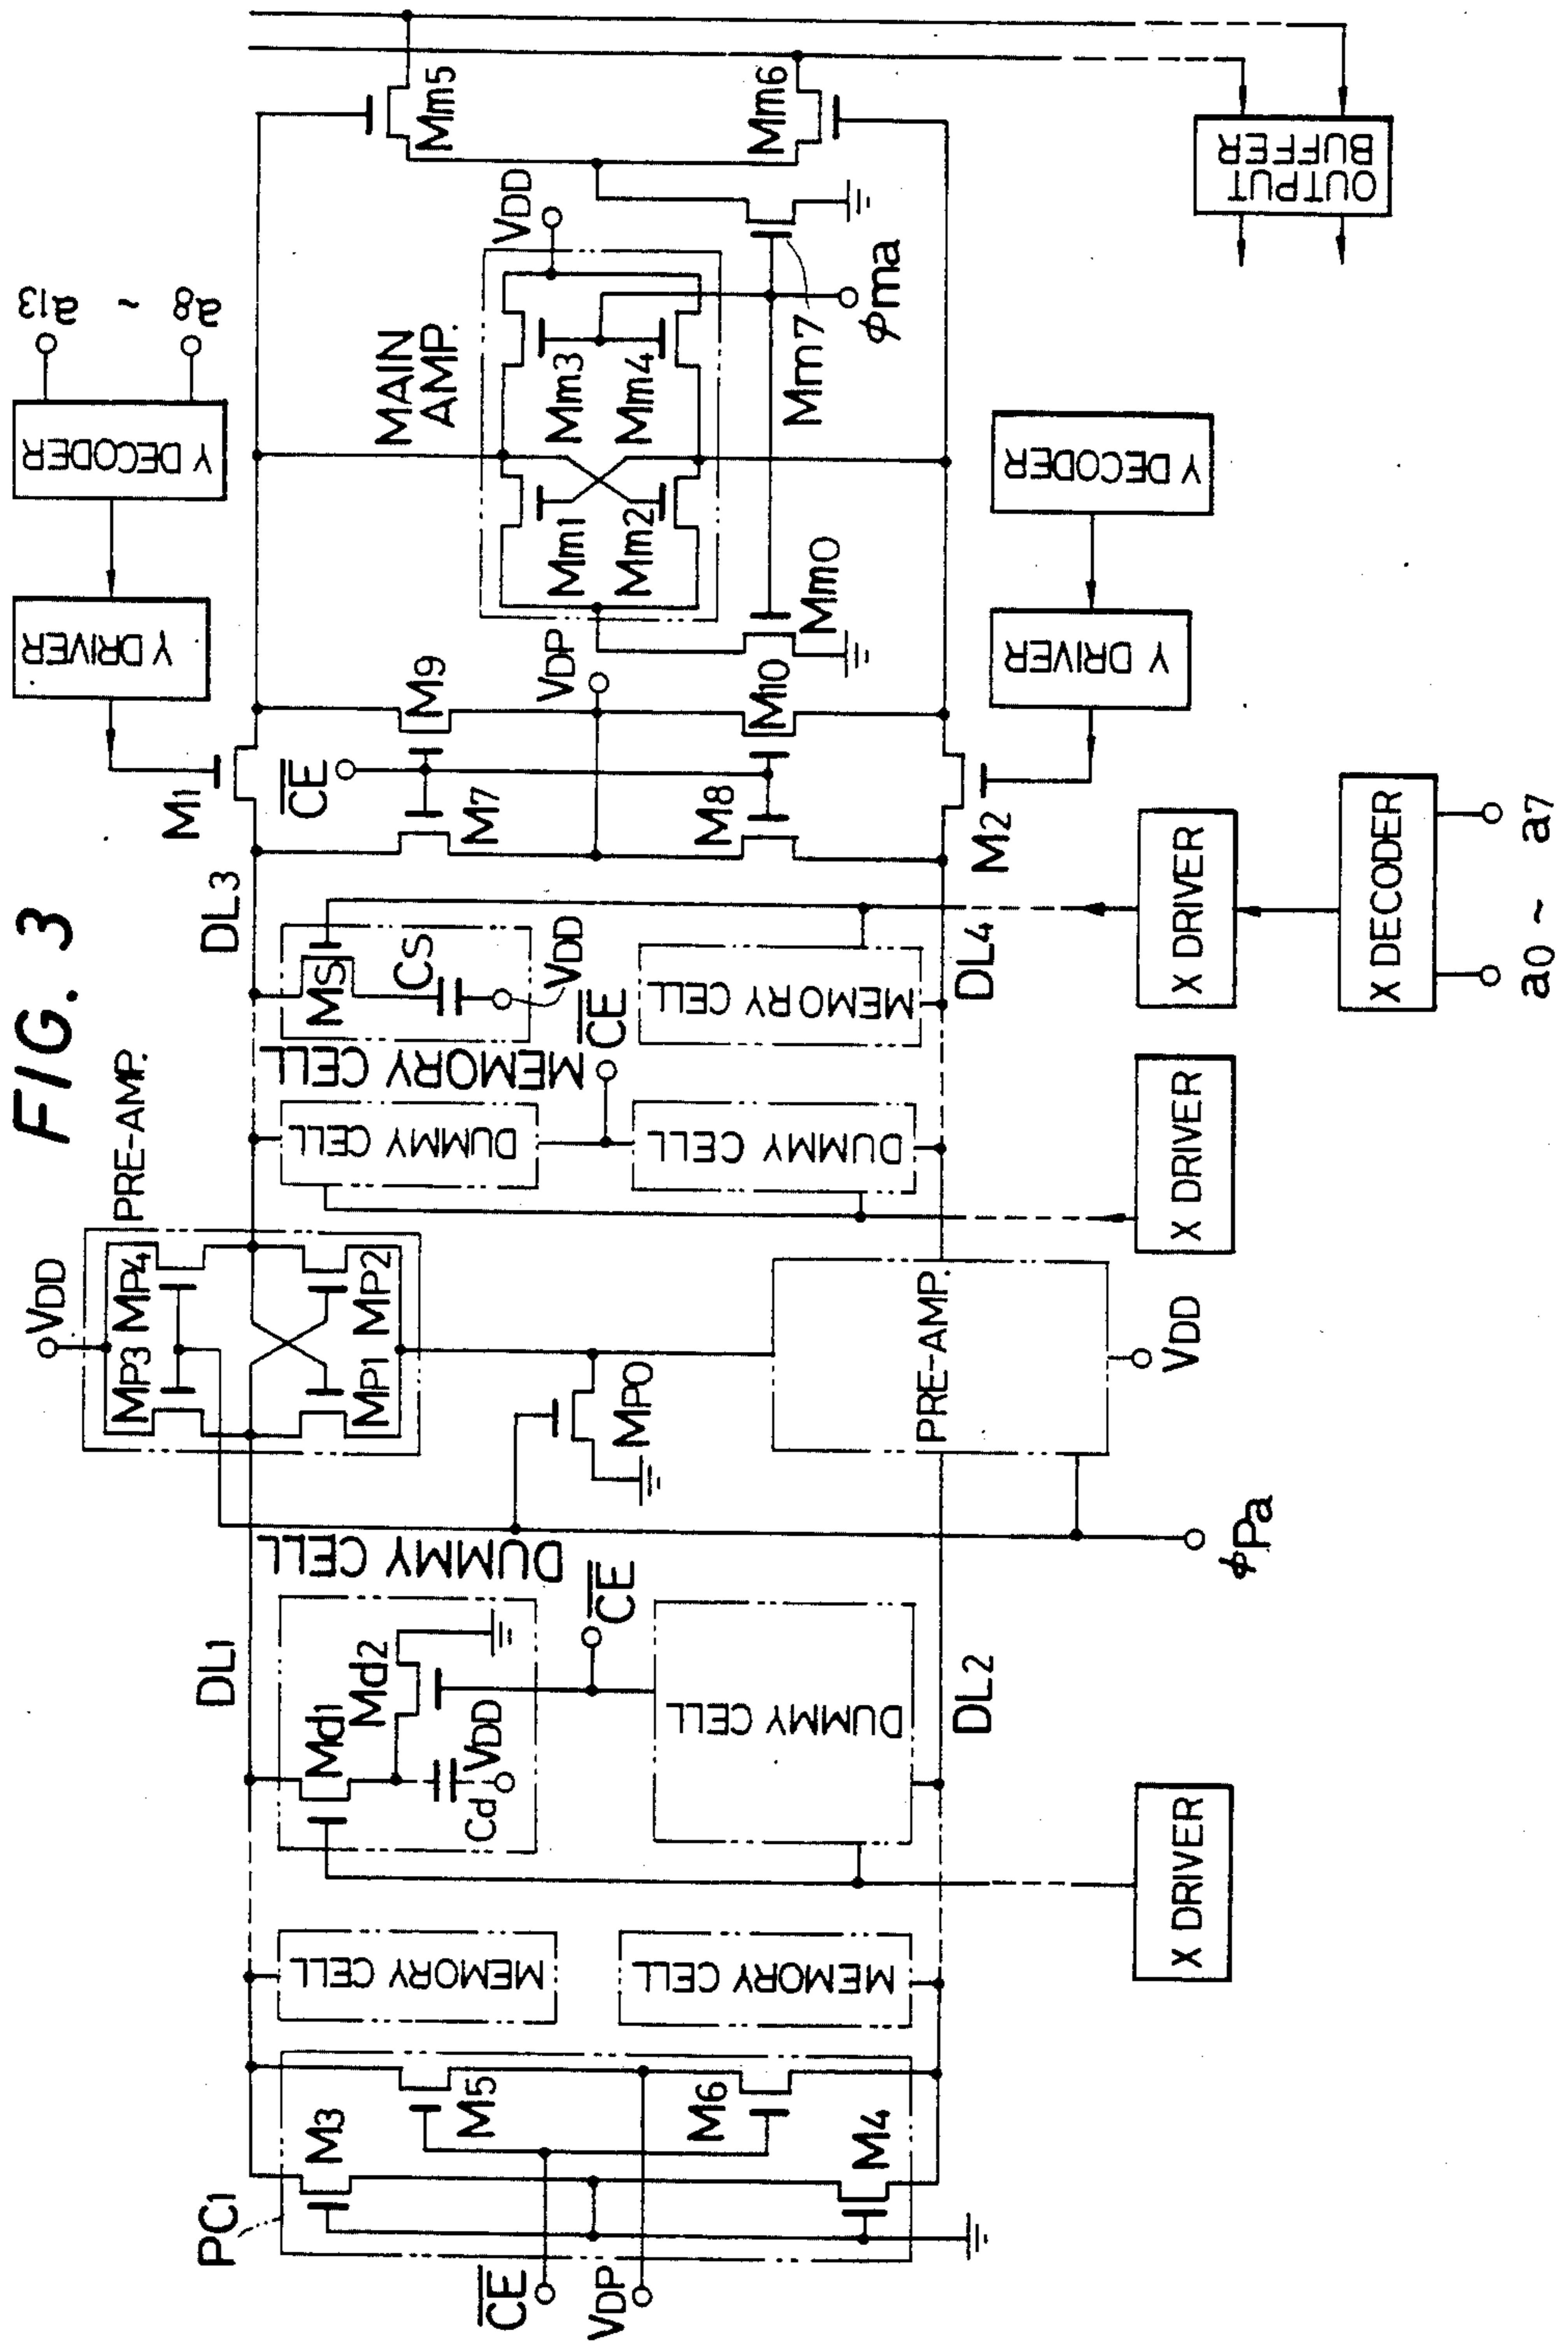 FIG. 3
a13
~
a8
Y DECODER
Y DRIVER
M1
DL3
PRE-AMP.
VDD
MP3
MP4
MP1
MP2
DL1
PC1
Mm5
Mm6
VDD
MAIN
AMP.
Mm3
Mm4
Mm1
Mm2
Mm7
φma
Mm0
VDP
M9
M10
CE
M7
M8
M2
MS
CS
VDD
MEMORY CELL
MEMORY CELL
CE
DL4
DUMMY CELL
DUMMY CELL
MP0
PRE-AMP.
VDD
φPa
DUMMY CELL
Md1
Md2
Cd
VDD
CE
DUMMY CELL
DL2
MEMORY CELL
MEMORY CELL
M3
M5
M6
M4
CE
VDP
OUTPUT
BUFFER
Y DECODER
Y DRIVER
X DRIVER
X DECODER
a0 ~ a7
X DRIVER
X DRIVER